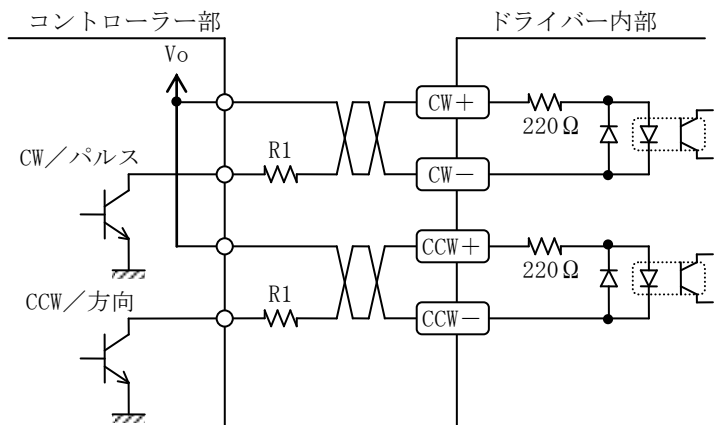 コントローラー部
ドライバー内部
Vo
CW+
220Ω
CW/パルス
R1
CW-
CCW+
220Ω
CCW/方向
R1
CCW-